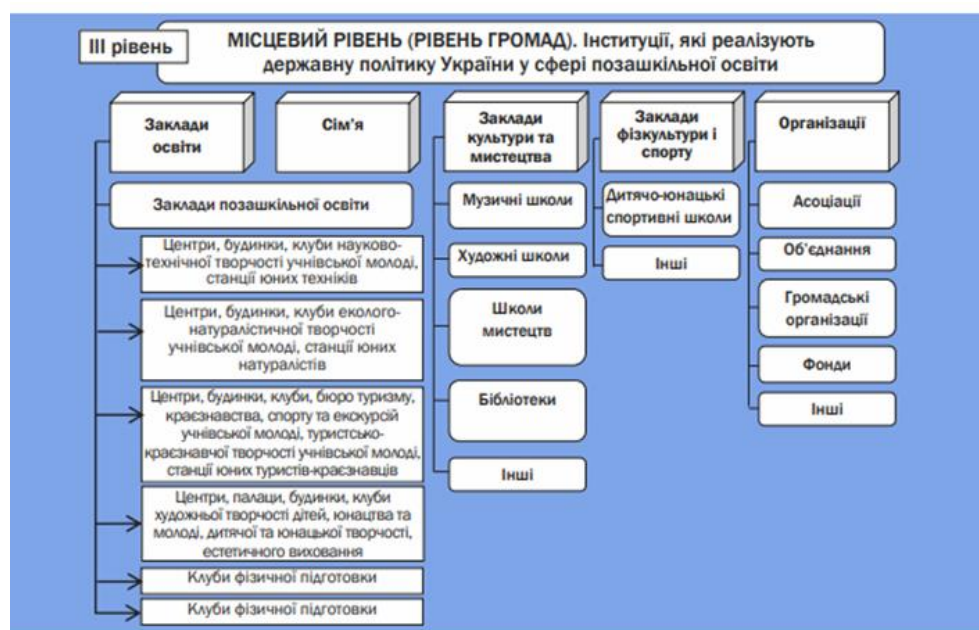 III рівень
МІСЦЕВИЙ РІВЕНЬ (РІВЕНЬ ГРОМАД). Інституції, які реалізують
державну політику України у сфері позашкільної освіти
Заклади
освіти
Сім'я
Заклади
культури та
мистецтва
Заклади
фізкультури і
спорту
Організації
Заклади позашкільної освіти
Центри, будинки, клуби науково-
технічної творчості учнівської молоді,
станції юних техніків
Центри, будинки, клуби еколого-
натуралістичної творчості
учнівської молоді, станції юних
натуралістів
Центри, будинки, клуби, бюро туризму,
краєзнавства, спорту та екскурсій
учнівської молоді, туристсько-
краєзнавчої творчості учнівської молоді,
станції юних туристів-краєзнавців
Центри, палаци, будинки, клуби
художньої творчості дітей, юнацтва та
молоді, дитячої та юнацької творчості,
естетичного виховання
Клуби фізичної підготовки
Клуби фізичної підготовки
Музичні школи
Художні школи
Школи
мистецтв
Бібліотеки
Інші
Дитячо-юнацькі
спортивні школи
Інші
Асоціації
Об'єднання
Громадські
організації
Фонди
Інші